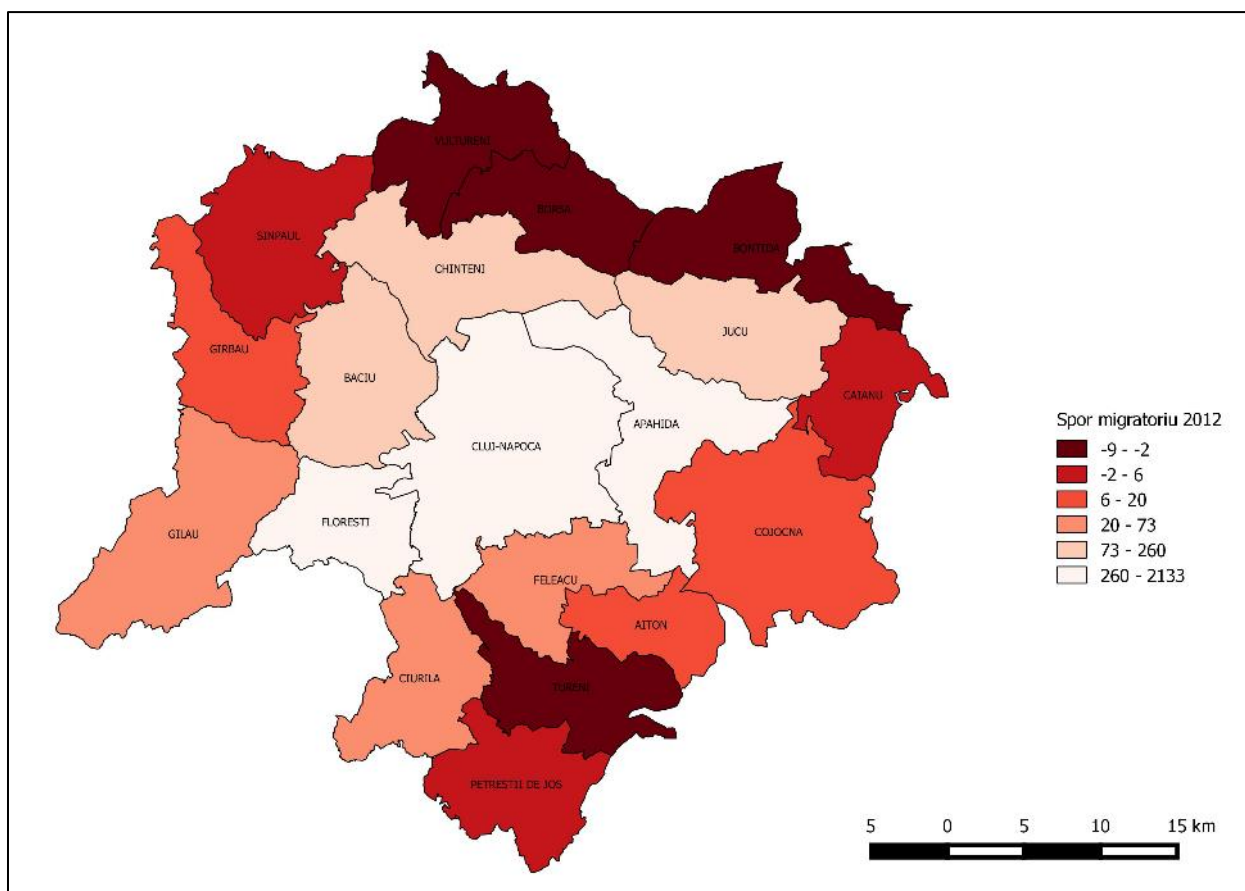 VULTURENI
BORSA
SINPAUL
BONTIDA
CHINTENI
JUCU
GIRBAU
BACIU
CAIANU
APAHIDA
CLUJ-NAPOCA
FLORESTI
GILAU
COJOCNA
FELEACU
AITON
CIURILA
TURENI
PETRESTII DE JOS
Spor migratoriu 2012
-9 - -2
-2 - 6
6 - 20
20 - 73
73 - 260
260 - 2133
5 0 5 10 15 km